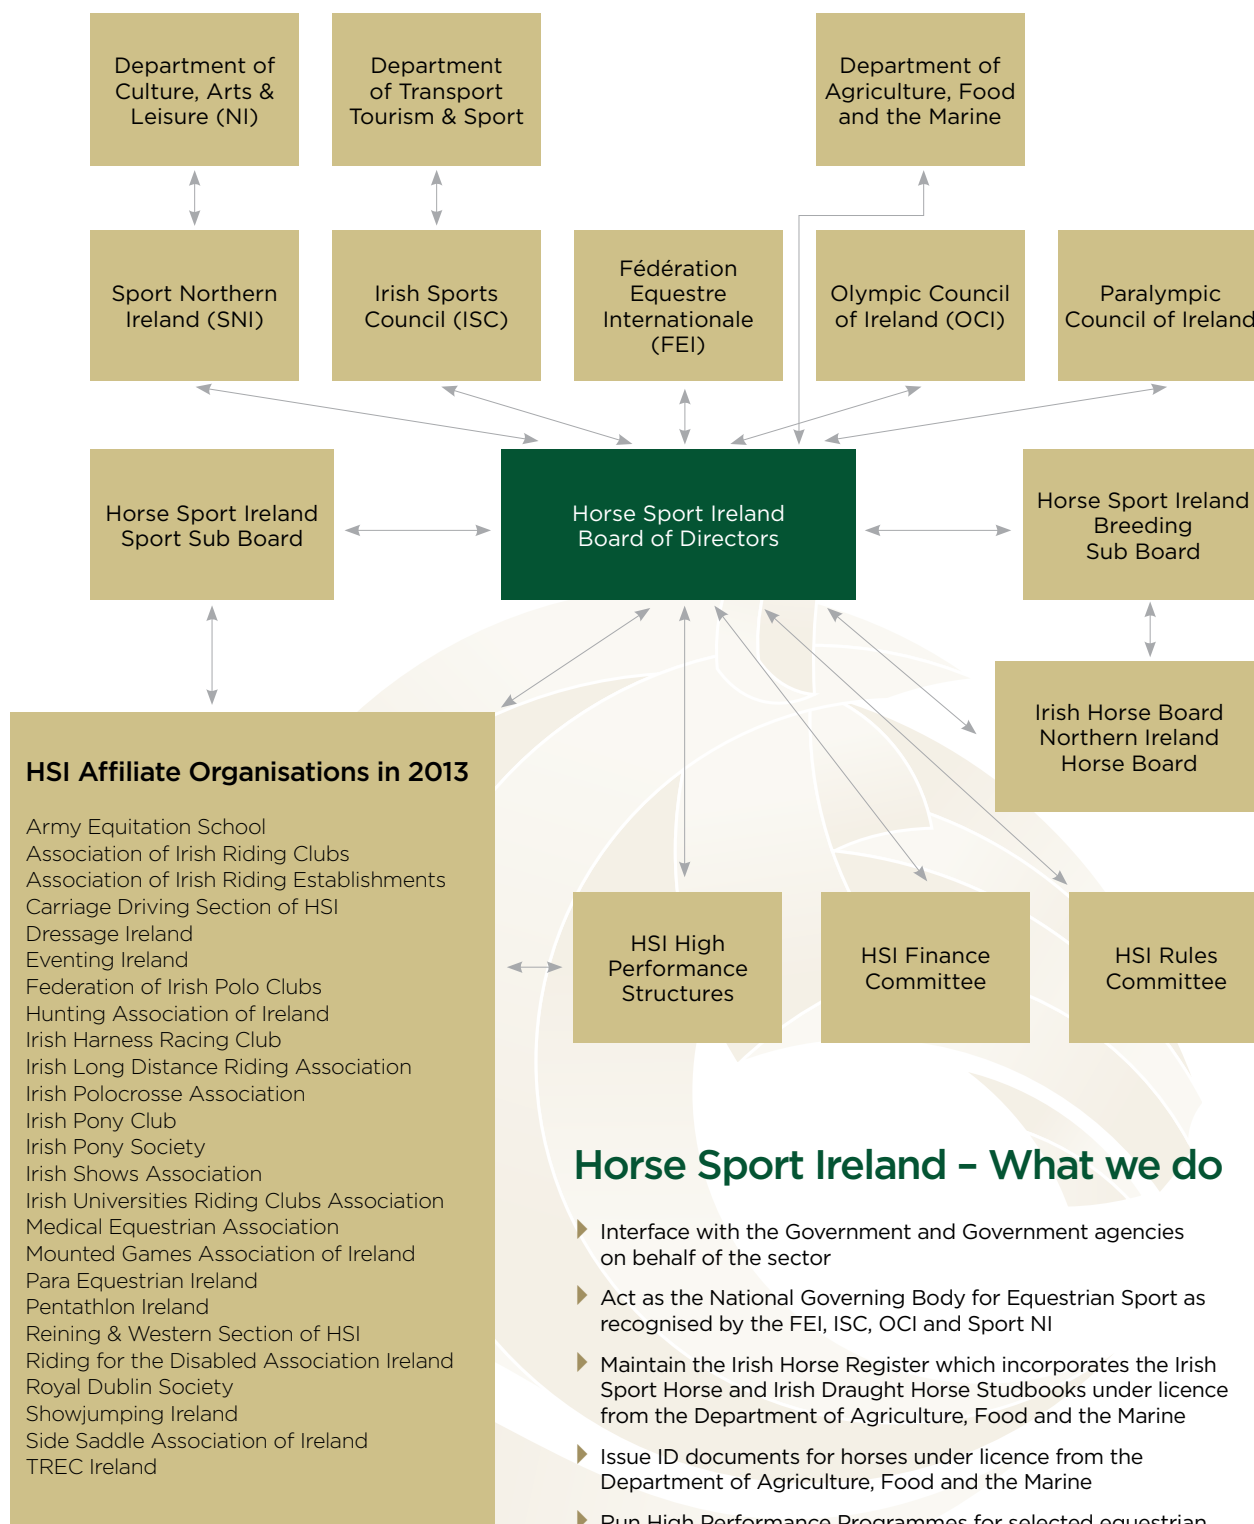 Department of
Culture, Arts &
Leisure (NI)
Department
of Transport
Tourism & Sport
Department of
Agriculture, Food
and the Marine
Sport Northern
Ireland (SNI)
Irish Sports
Council (ISC)
Fédération
Equestre
Internationale
(FEI)
Olympic Council
of Ireland (OCI)
Paralympic
Council of Ireland
Horse Sport Ireland
Sport Sub Board
Horse Sport Ireland
Board of Directors
Horse Sport Ireland
Breeding
Sub Board
Irish Horse Board
Northern Ireland
Horse Board
HSI Affiliate Organisations in 2013
Army Equitation School
Association of Irish Riding Clubs
Association of Irish Riding Establishments
Carriage Driving Section of HSI
Dressage Ireland
Eventing Ireland
Federation of Irish Polo Clubs
Hunting Association of Ireland
Irish Harness Racing Club
Irish Long Distance Riding Association
Irish Polocrosse Association
Irish Pony Club
Irish Pony Society
Irish Shows Association
Irish Universities Riding Clubs Association
Medical Equestrian Association
Mounted Games Association of Ireland
Para Equestrian Ireland
Pentathlon Ireland
Reining & Western Section of HSI
Riding for the Disabled Association Ireland
Royal Dublin Society
Showjumping Ireland
Side Saddle Association of Ireland
TREC Ireland
HSI High
Performance
Structures
HSI Finance
Committee
HSI Rules
Committee
Horse Sport Ireland – What we do
Interface with the Government and Government agencies
on behalf of the sector
Act as the National Governing Body for Equestrian Sport as
recognised by the FEI, ISC, OCI and Sport NI
Maintain the Irish Horse Register which incorporates the Irish
Sport Horse and Irish Draught Horse Studbooks under licence
from the Department of Agriculture, Food and the Marine
Issue ID documents for horses under licence from the
Department of Agriculture, Food and the Marine
Run High Performance Programmes for selected equestrian